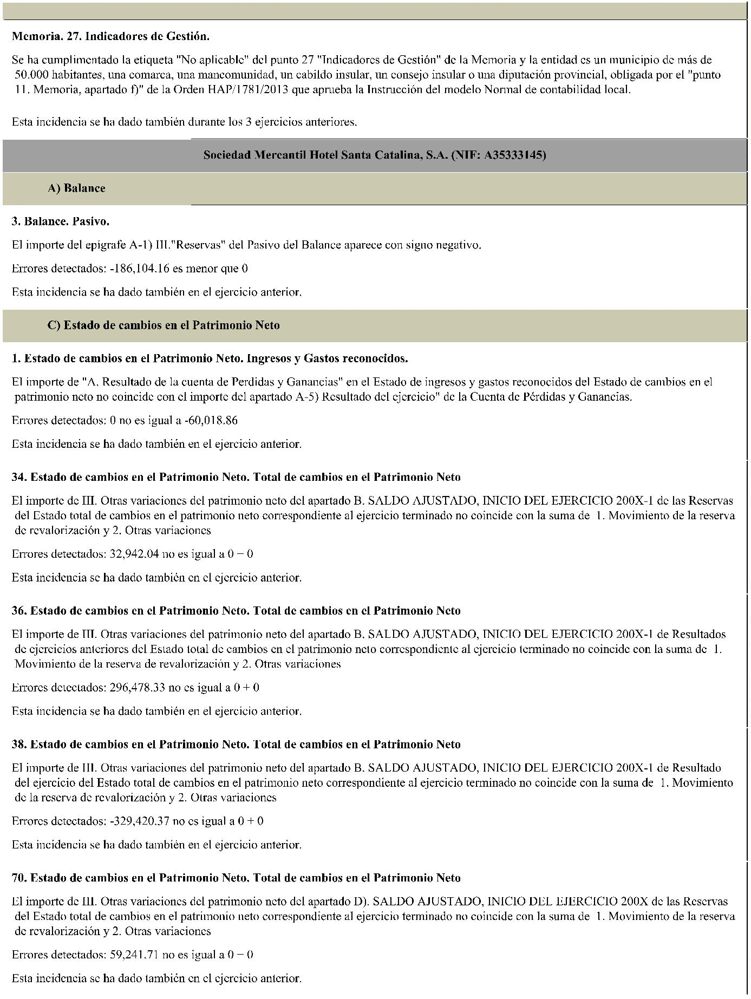 Memoria. 27. Indicadores de Gestión.
Se ha cumplimentado la etiqueta "No aplicable" del punto 27 "Indicadores de Gestión" de la Memoria y la entidad es un municipio de más de
50.000 habitantes, una comarca, una mancomunidad, un cabildo insular, un consejo insular o una diputación provincial, obligada por el "punto
11. Memoria, apartado f)" de la Orden HAP/1781/2013 que aprueba la Instrucción del modelo Normal de contabilidad local.
Esta incidencia se ha dado también durante los 3 ejercicios anteriores.
Sociedad Mercantil Hotel Santa Catalina, S.A. (NIF: A35333145)
A) Balance
3. Balance. Pasivo.
El importe del epígrafe A-1) III."Reservas" del Pasivo del Balance aparece con signo negativo.
Errores detectados: -186,104.16 es menor que 0
Esta incidencia se ha dado también en el ejercicio anterior.
C) Estado de cambios en el Patrimonio Neto
1. Estado de cambios en el Patrimonio Neto. Ingresos y Gastos reconocidos.
El importe de "A. Resultado de la cuenta de Perdidas y Ganancias" en el Estado de ingresos y gastos reconocidos del Estado de cambios en el
patrimonio neto no coincide con el importe del apartado A-5) Resultado del ejercicio" de la Cuenta de Pérdidas y Ganancias.
Errores detectados: 0 no es igual a -60,018.86
Esta incidencia se ha dado también en el ejercicio anterior.
34. Estado de cambios en el Patrimonio Neto. Total de cambios en el Patrimonio Neto
El importe de III. Otras variaciones del patrimonio neto del apartado B. SALDO AJUSTADO, INICIO DEL EJERCICIO 200X-1 de las Reservas
del Estado total de cambios en el patrimonio neto correspondiente al ejercicio terminado no coincide con la suma de 1. Movimiento de la reserva
de revalorización y 2. Otras variaciones
Errores detectados: 32,942.04 no es igual a 0 + 0
Esta incidencia se ha dado también en el ejercicio anterior.
36. Estado de cambios en el Patrimonio Neto. Total de cambios en el Patrimonio Neto
El importe de III. Otras variaciones del patrimonio neto del apartado B. SALDO AJUSTADO, INICIO DEL EJERCICIO 200X-1 de Resultados
de ejercicios anteriores del Estado total de cambios en el patrimonio neto correspondiente al ejercicio terminado no coincide con la suma de 1.
Movimiento de la reserva de revalorización y 2. Otras variaciones
Errores detectados: 296,478.33 no es igual a 0 + 0
Esta incidencia se ha dado también en el ejercicio anterior.
38. Estado de cambios en el Patrimonio Neto. Total de cambios en el Patrimonio Neto
El importe de III. Otras variaciones del patrimonio neto del apartado B. SALDO AJUSTADO, INICIO DEL EJERCICIO 200X-1 de Resultado
del ejercicio del Estado total de cambios en el patrimonio neto correspondiente al ejercicio terminado no coincide con la suma de 1. Movimiento
de la reserva de revalorización y 2. Otras variaciones
Errores detectados: -329,420.37 no es igual a 0 + 0
Esta incidencia se ha dado también en el ejercicio anterior.
70. Estado de cambios en el Patrimonio Neto. Total de cambios en el Patrimonio Neto
El importe de III. Otras variaciones del patrimonio neto del apartado D). SALDO AJUSTADO, INICIO DEL EJERCICIO 200X de las Reservas
del Estado total de cambios en el patrimonio neto correspondiente al ejercicio terminado no coincide con la suma de 1. Movimiento de la reserva
de revalorización y 2. Otras variaciones
Errores detectados: 59,241.71 no es igual a 0 + 0
Esta incidencia se ha dado también en el ejercicio anterior.